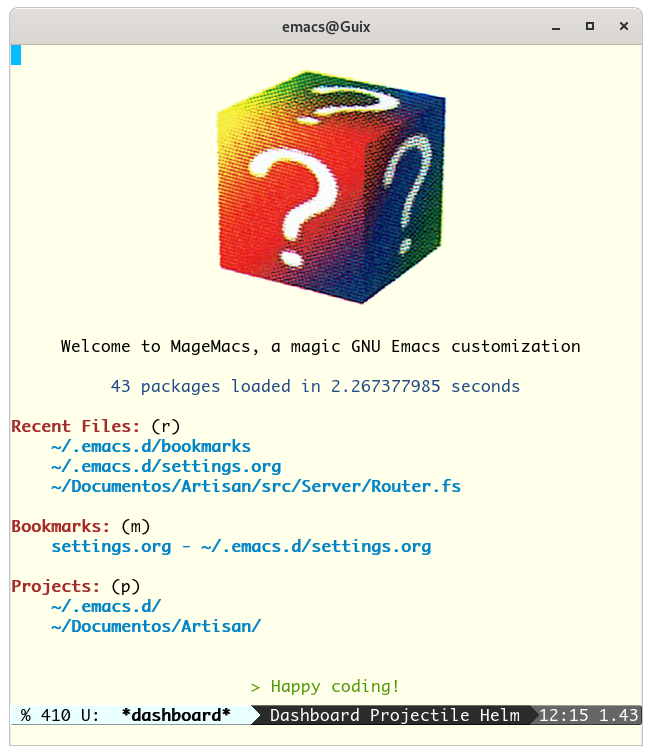 emacs@Guix
? ? ?
Welcome to MageMacs, a magic GNU Emacs customization
43 packages loaded in 2.267377985 seconds
Recent Files: (r)
~/.emacs.d/bookmarks
~/.emacs.d/settings.org
~/Documentos/Artisan/src/Server/Router.fs
Bookmarks: (m)
settings.org - ~/.emacs.d/settings.org
Projects: (p)
~/.emacs.d/
~/Documentos/Artisan/
> Happy coding!
% 410 U: *dashboard* Dashboard Projectile Helm 12:15 1.43